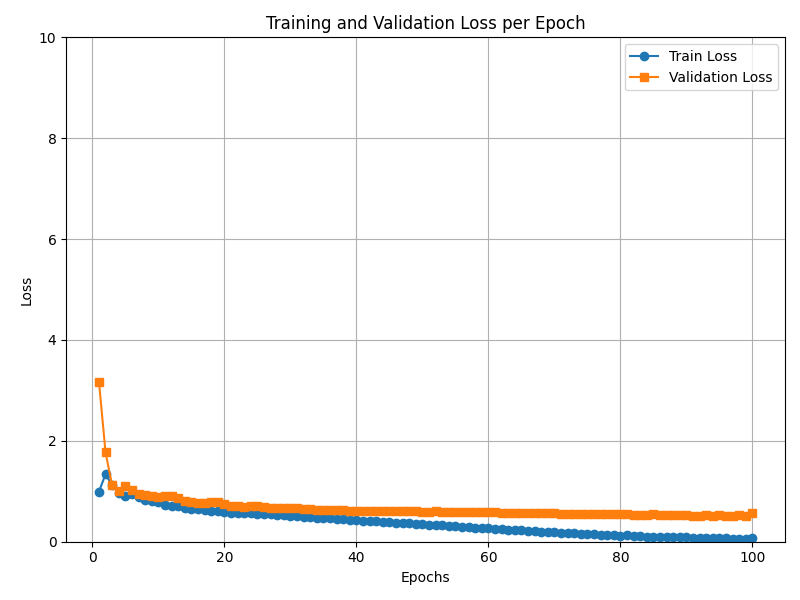 Training and Validation Loss per Epoch
10
8
6
4
2
0
Loss
Train Loss
Validation Loss
0 20 40 60 80 100
Epochs